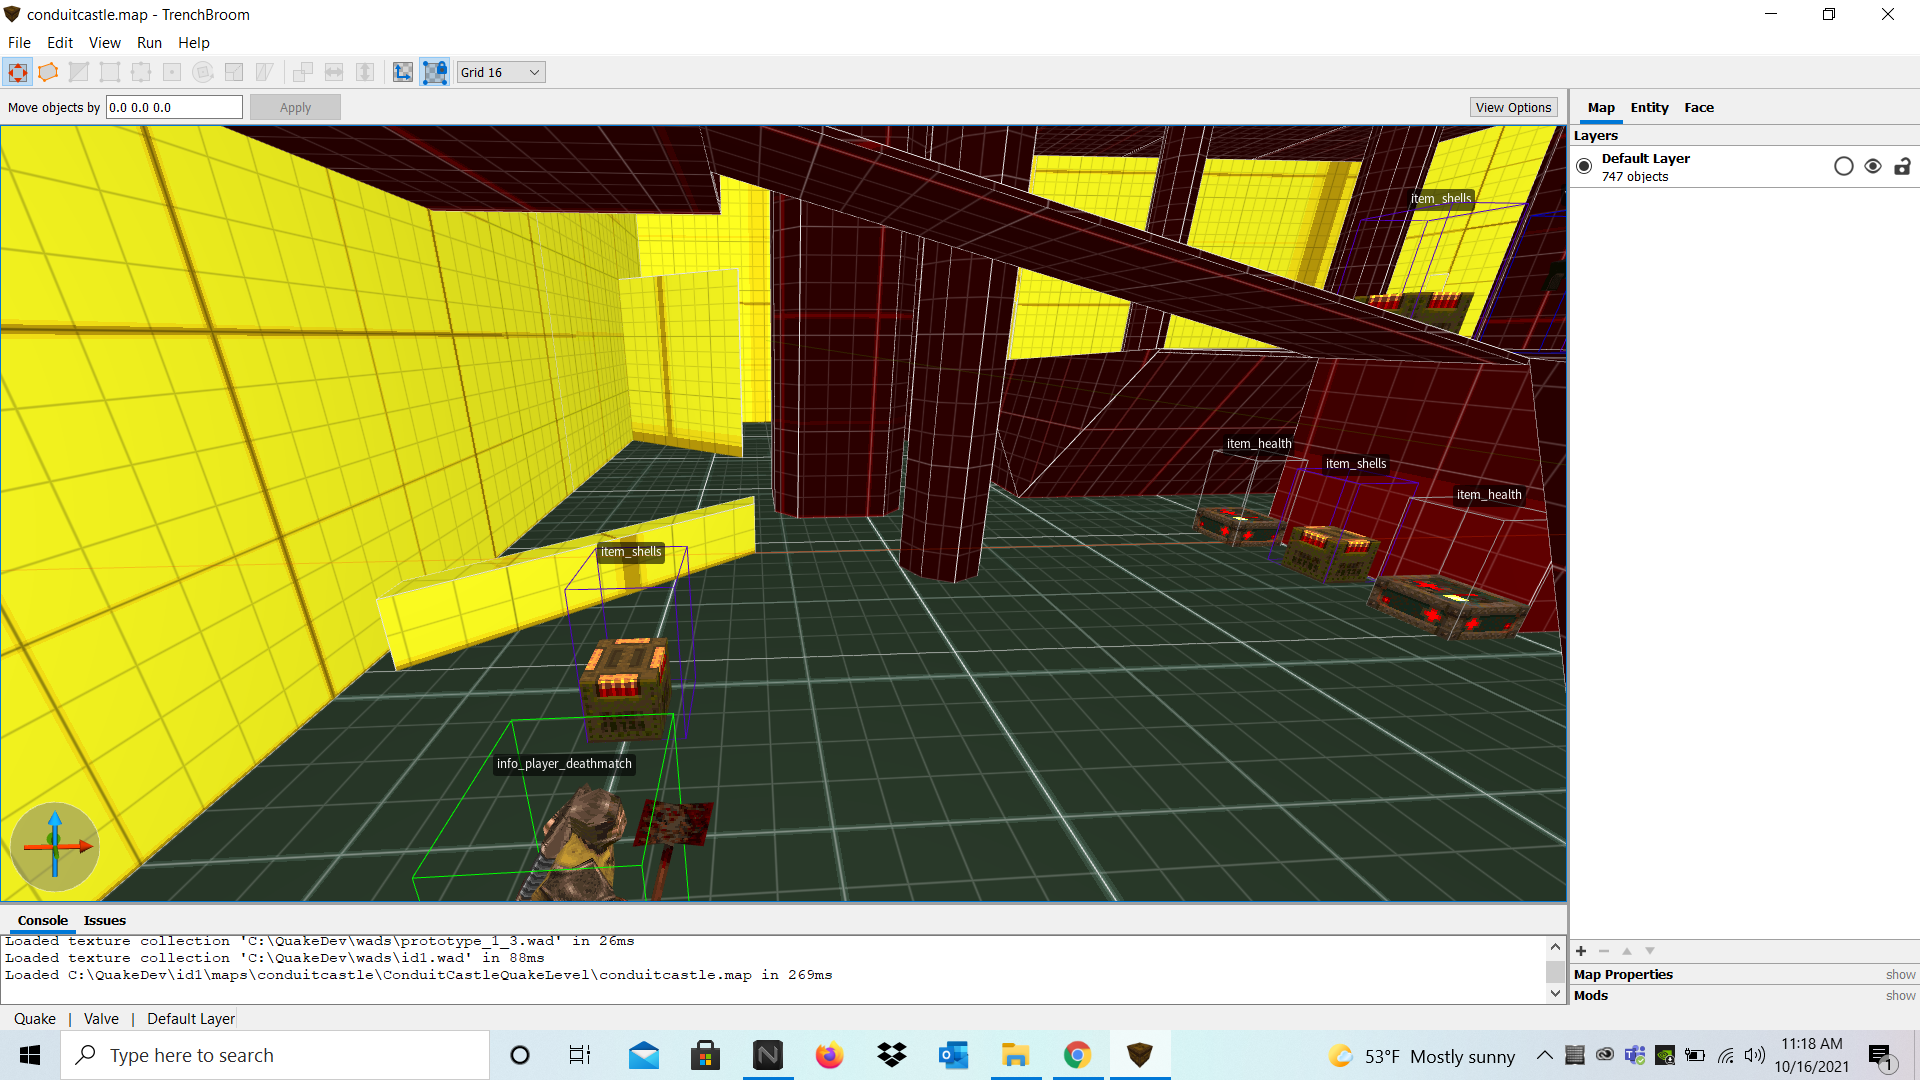 conduitcastle.map - TrenchBroom
File Edit View Run Help
Grid 16
Move objects by 0.0 0.0 0.0 Apply View Options
Map Entity Face
Layers
Default Layer
747 objects
item_shells
item_health
item_shells
item_health
item_shells
info_player_deathmatch
Console Issues
Loaded texture collection 'C:\QuakeDev\wads\prototype_1_3.wad' in 26ms
Loaded texture collection 'C:\QuakeDev\wads\id1.wad' in 88ms
Loaded C:\QuakeDev\id1\maps\conduitcastle\ConduitCastleQuakeLevel\conduitcastle.map in 269ms
Map Properties show
Mods show
Quake | Valve | Default Layer
Type here to search
53°F Mostly sunny
11:18 AM
10/16/2021
1